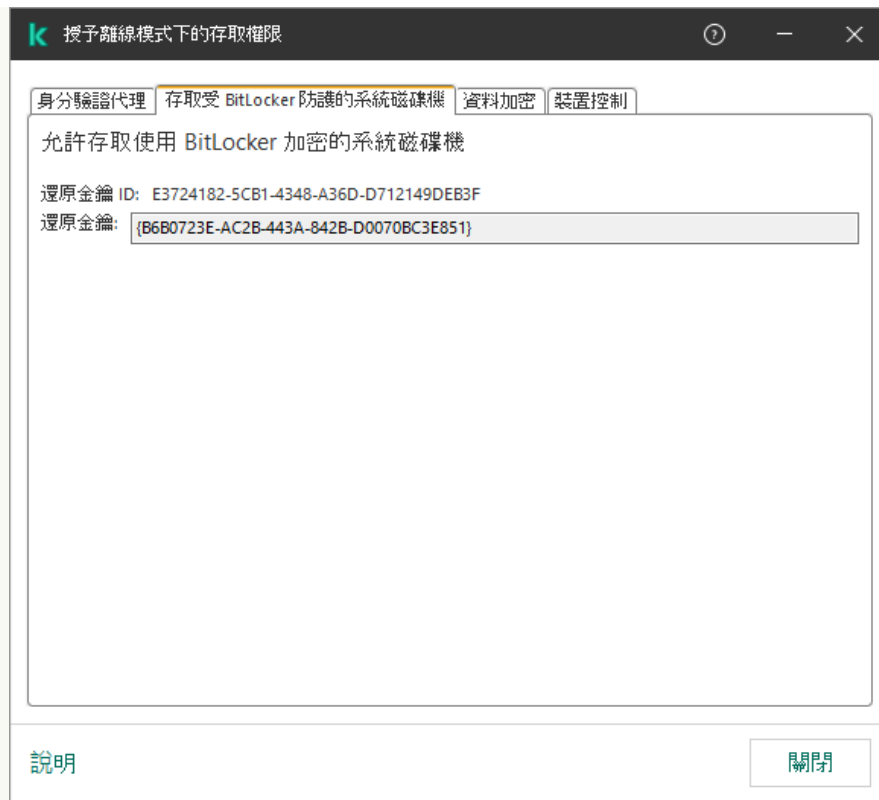 授予離線模式下的存取權限
身分驗證代理 存取受 BitLocker 防護的系統磁碟機 資料加密 裝置控制
允許存取使用 BitLocker 加密的系統磁碟機
還原金鑰 ID: E3724182-5CB1-4348-A36D-D712149DEB3F
還原金鑰: {B6B0723E-AC2B-443A-842B-D0070BC3E851}
說明
關閉